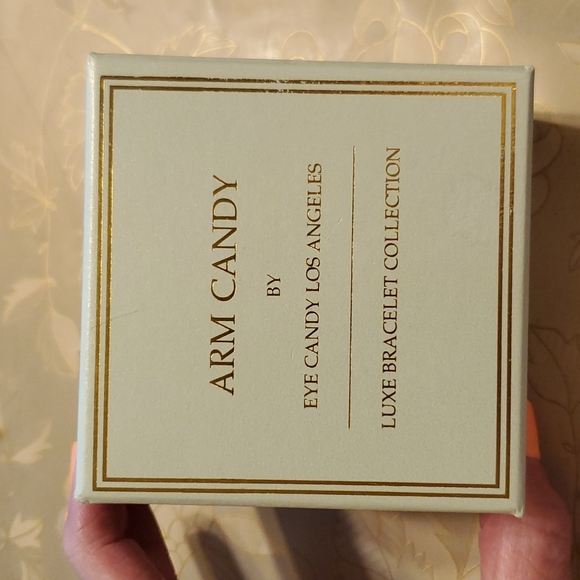 ARM CANDY
BY
EYE CANDY LOS ANGELES
LUXE BRACELET COLLECTION